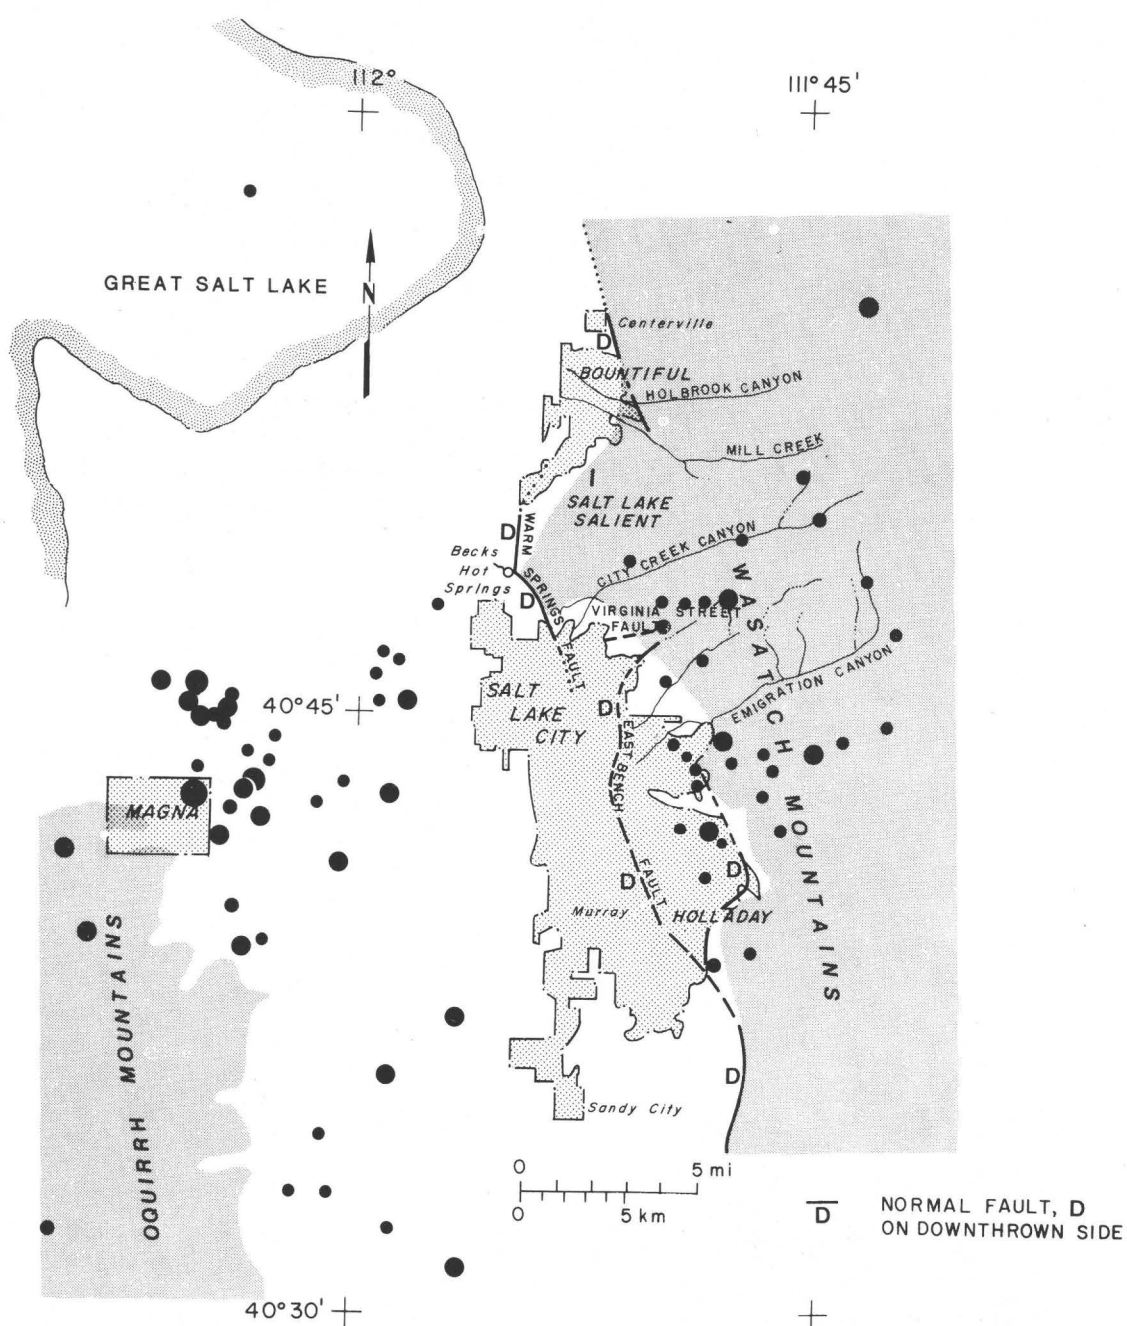 112°
111° 45'
GREAT SALT LAKE
N
Centerville
D
BOUNTIFUL
HOLBROOK CANYON
MILL CREEK
SALT LAKE
SALIENT
D
WARM SPRINGS FAULT
Becks
Hot
Springs
D
CITY CREEK CANYON
WASATCH MOUNTAINS
VIRGINIA STREET
FAULT
EMIGRATION CANYON
SALT
LAKE
CITY
40° 45'
D
EAST BENCH FAULT
MAGNA
D
D
Murray
HOLLADAY
OQUIRRH MOUNTAINS
D
Sandy City
0 5 mi
0 5 km
D
NORMAL FAULT, D
ON DOWNTHROWN SIDE
40° 30'